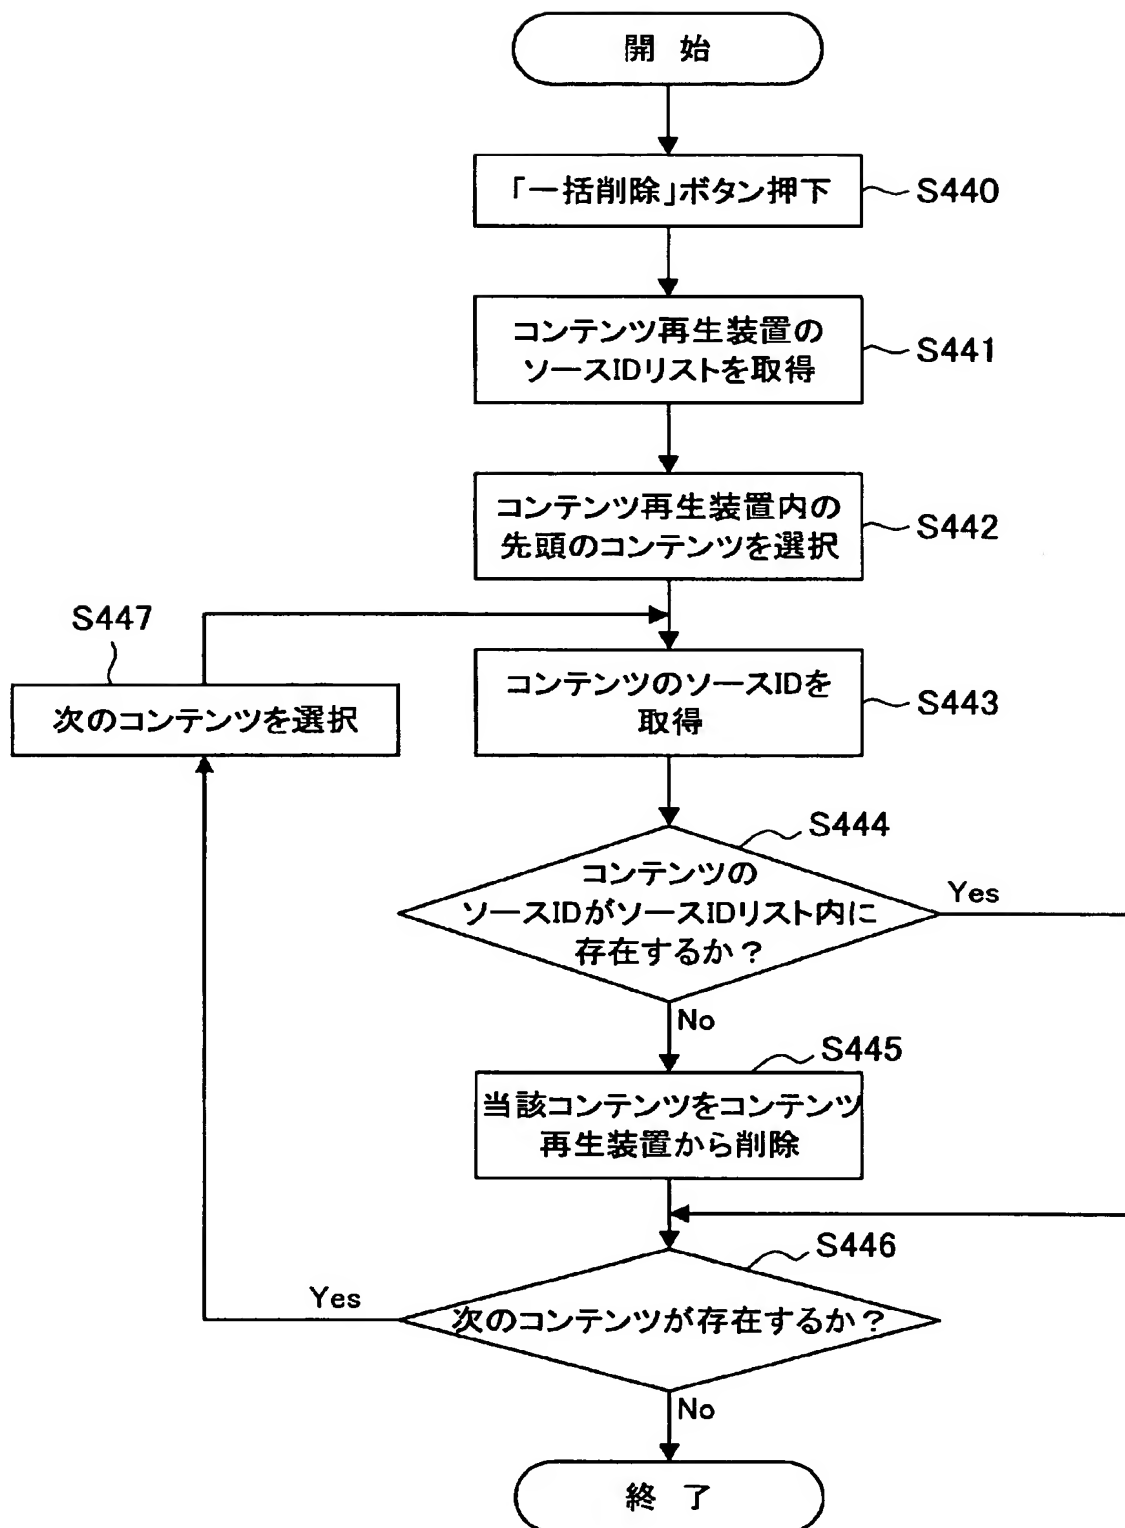 開 始
「一括削除」ボタン押下
S440
コンテンツ再生装置の
ソースIDリストを取得
S441
コンテンツ再生装置内の
先頭のコンテンツを選択
S442
S447
次のコンテンツを選択
コンテンツのソースIDを
取得
S443
S444
コンテンツの
ソースIDがソースIDリスト内に
存在するか？
Yes
No
S445
当該コンテンツをコンテンツ
再生装置から削除
S446
次のコンテンツが存在するか？
Yes
No
終 了